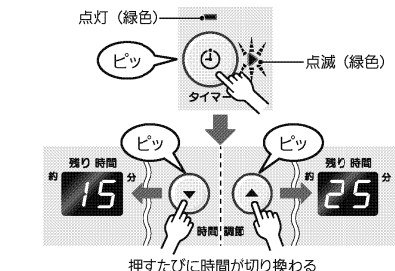 点灯（緑色）
ピッ
点滅（緑色）
タイマー
ピッ
ピッ
残り 時間
約 15 分
残り 時間
約 25 分
時間 調節
押すたびに時間が切り換わる